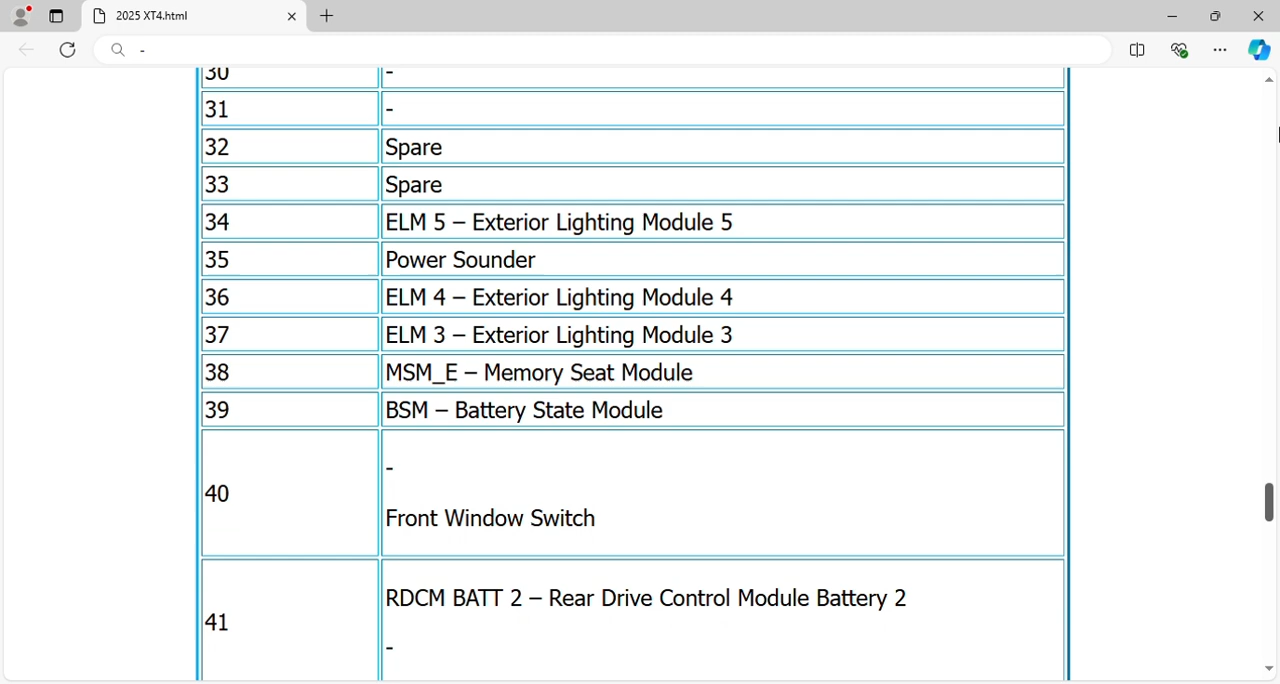 2025 XT4.html
-
30 -
31 -
32 Spare
33 Spare
34 ELM 5 – Exterior Lighting Module 5
35 Power Sounder
36 ELM 4 – Exterior Lighting Module 4
37 ELM 3 – Exterior Lighting Module 3
38 MSM_E – Memory Seat Module
39 BSM – Battery State Module
40 -
Front Window Switch
41 RDCM BATT 2 – Rear Drive Control Module Battery 2
-